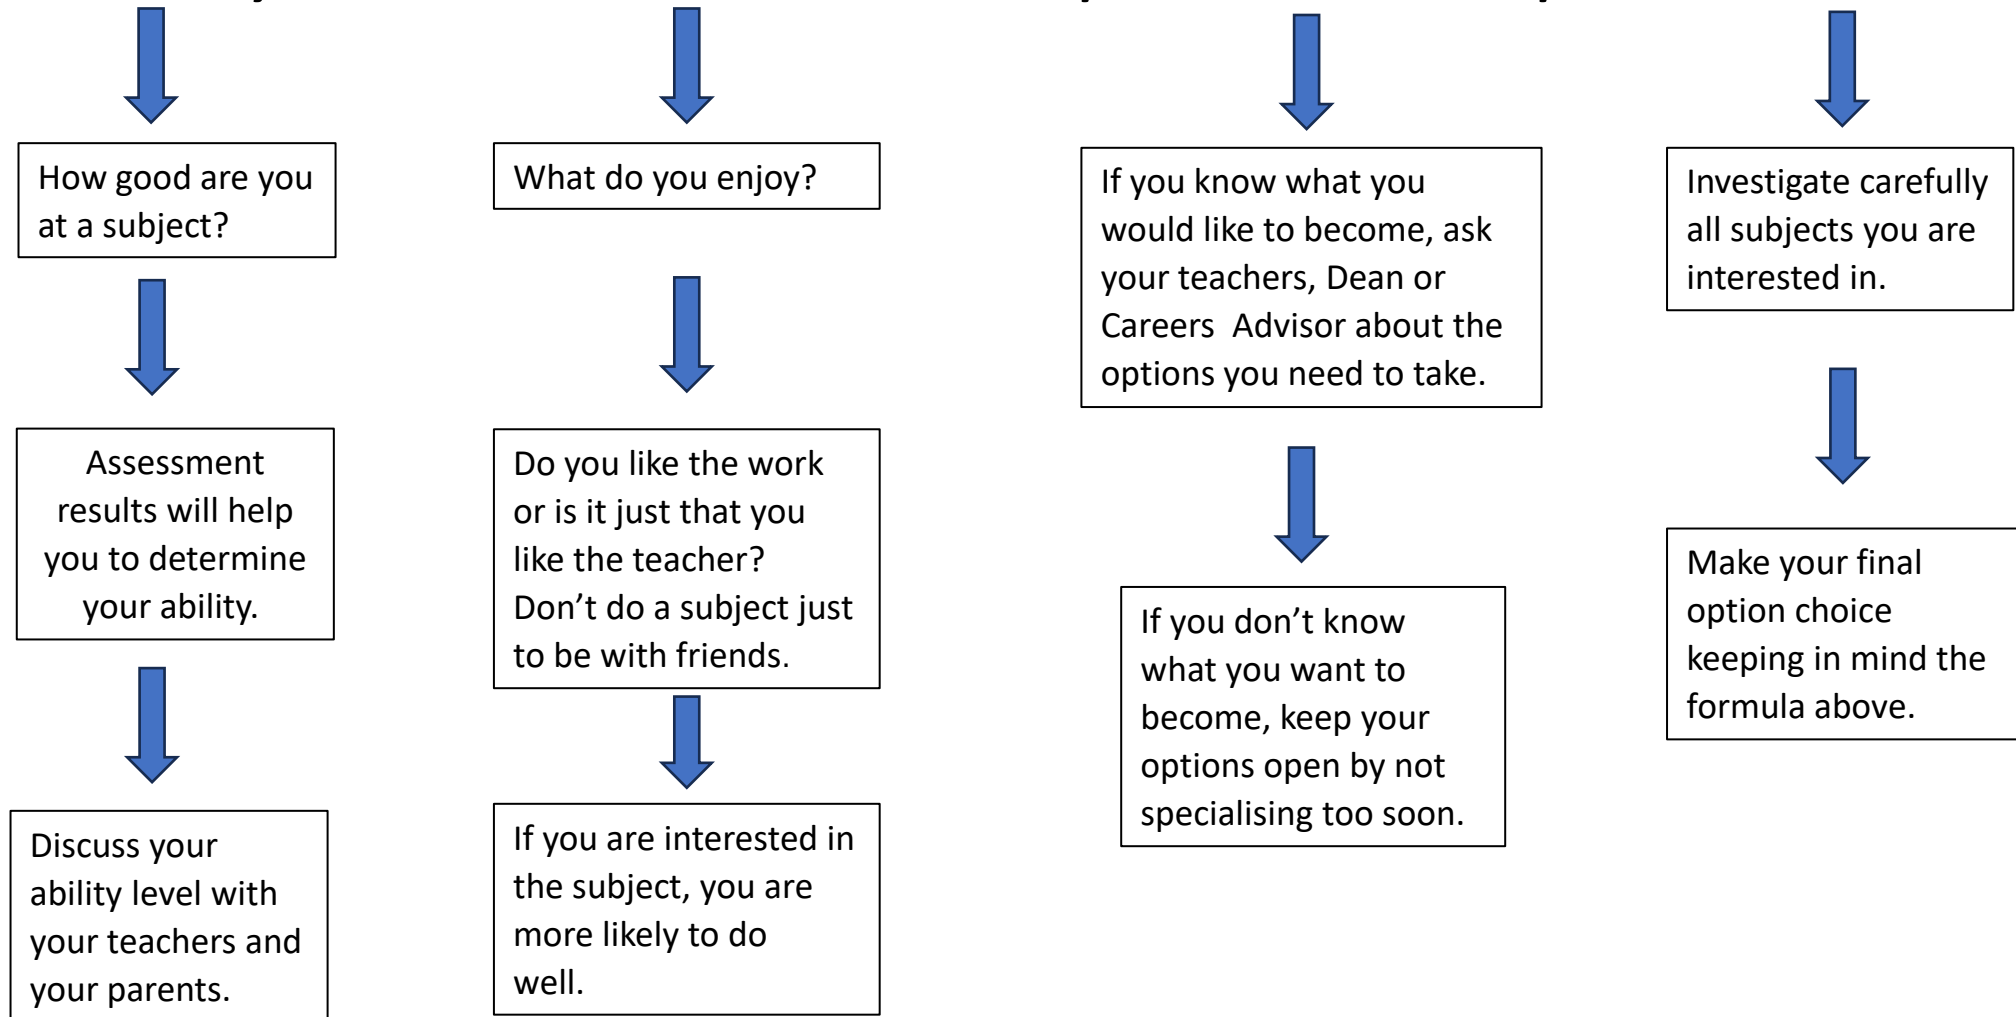 How good are you
at a subject?
Assessment
results will help
you to determine
your ability.
Discuss your
ability level with
your teachers and
your parents.
What do you enjoy?
Do you like the work
or is it just that you
like the teacher?
Don’t do a subject just
to be with friends.
If you are interested in
the subject, you are
more likely to do
well.
If you know what you
would like to become, ask
your teachers, Dean or
Careers  Advisor about the
options you need to take.
If you don’t know
what you want to
become, keep your
options open by not
specialising too soon.
Investigate carefully
all subjects you are
interested in.
Make your final
option choice
keeping in mind the
formula above.